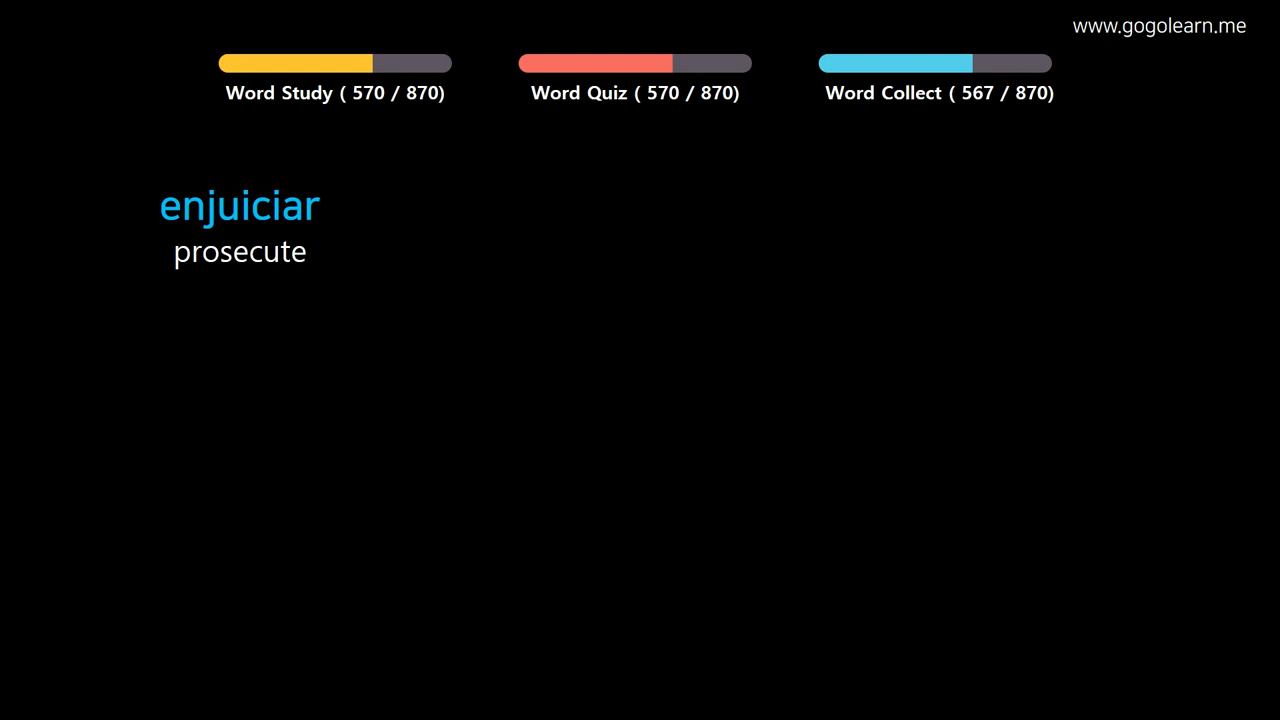 www.gogolearn.me
Word Study ( 570 / 870)
Word Quiz ( 570 / 870)
Word Collect ( 567 / 870)
enjuiciar
prosecute